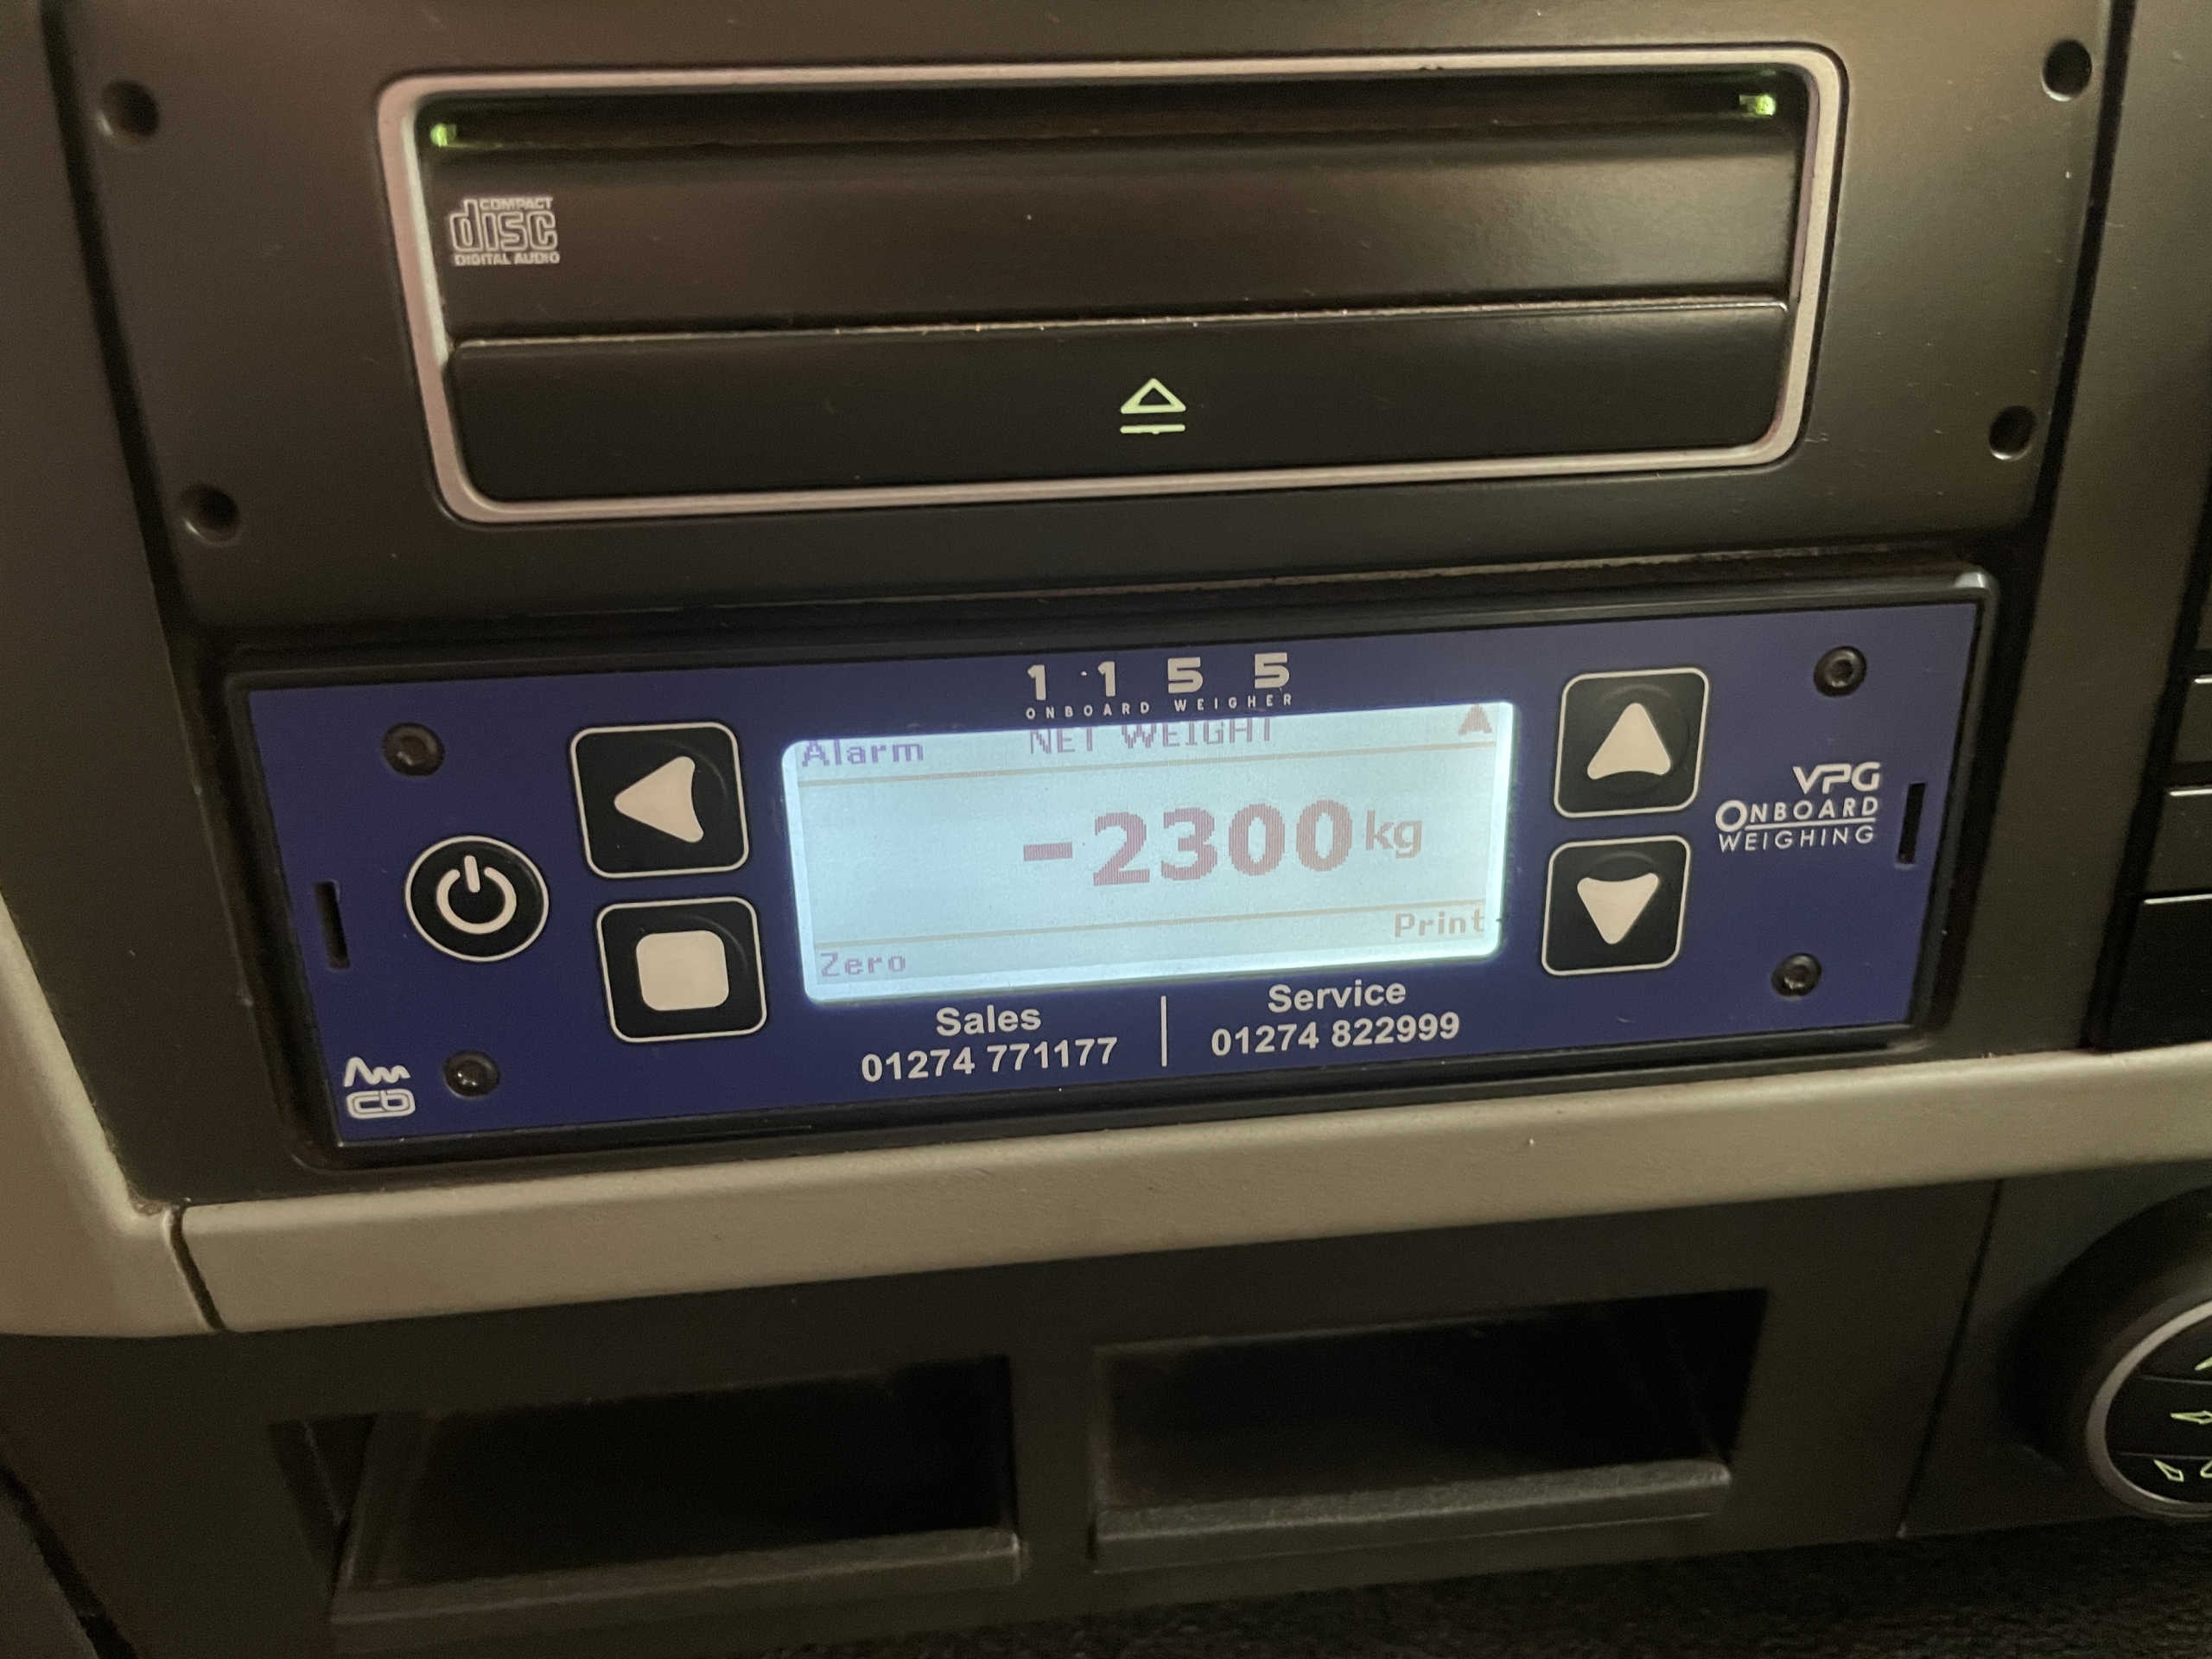 COMPACT
disc
DIGITAL AUDIO
1155
ONBOARD WEIGHER
Alarm NET WEIGHT
-2300kg
Print
Zero
VPG
ONBOARD
WEIGHING
Sales
01274 771177
Service
01274 822999